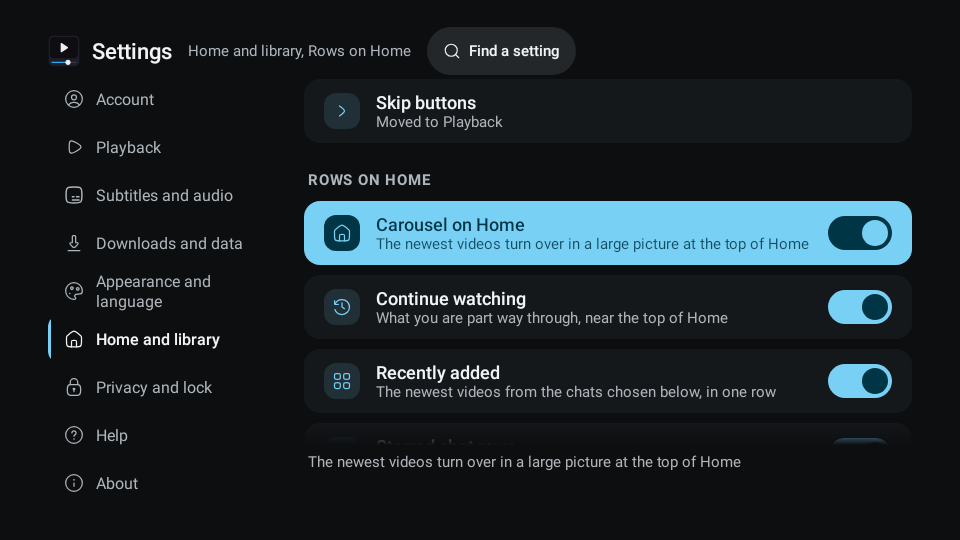 Settings
Home and library, Rows on Home
Find a setting
Account
Playback
Subtitles and audio
Downloads and data
Appearance and
language
Home and library
Privacy and lock
Help
About
Skip buttons
Moved to Playback
ROWS ON HOME
Carousel on Home
The newest videos turn over in a large picture at the top of Home
Continue watching
What you are part way through, near the top of Home
Recently added
The newest videos from the chats chosen below, in one row
The newest videos turn over in a large picture at the top of Home